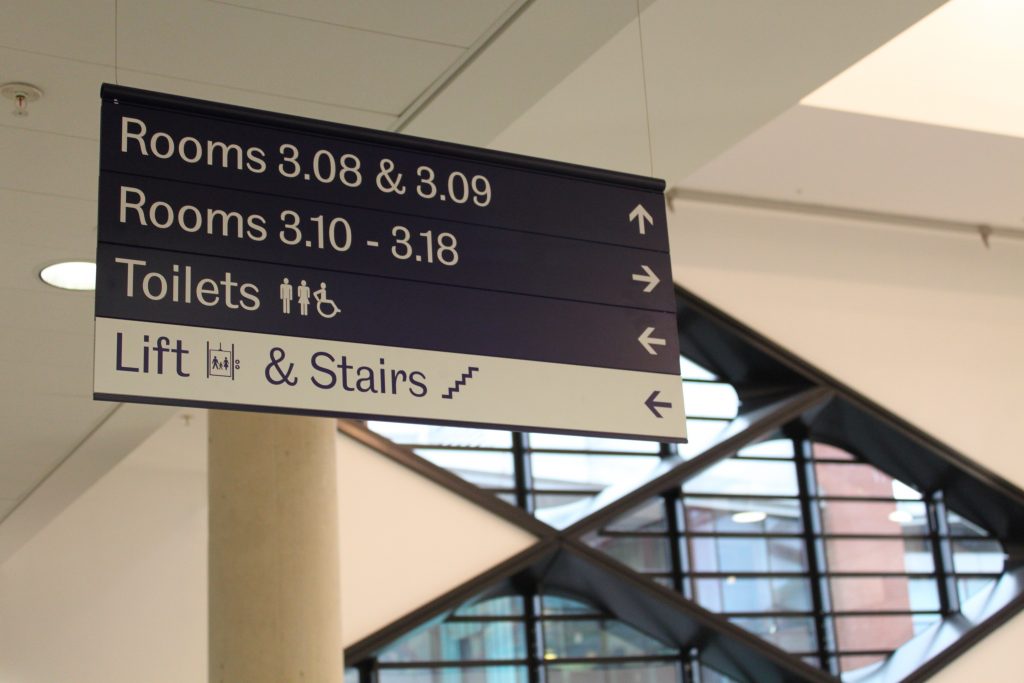 Rooms 3.08 & 3.09
Rooms 3.10 - 3.18
Toilets
Lift & Stairs